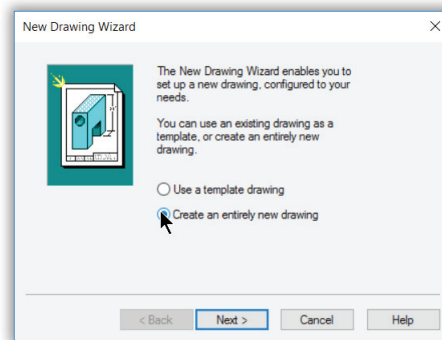 New Drawing Wizard
The New Drawing Wizard enables you to
set up a new drawing, configured to your
needs.
You can use an existing drawing as a
template, or create an entirely new
drawing.
Use a template drawing
Create an entirely new drawing
< Back Next > Cancel Help